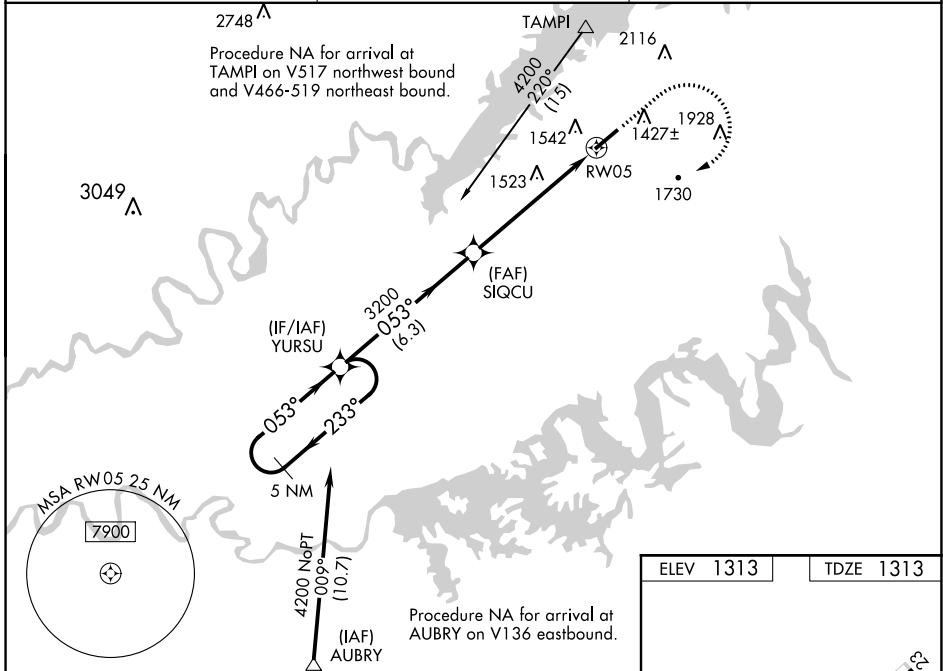 2748
TAMPI
2116
Procedure NA for arrival at
TAMPI on V517 northwest bound
and V466-519 northeast bound.
4200
220°
(15)
1542
1427±
1928
1523
RW05
1730
3049
(FAF)
SIQCU
3200
053°
(6.3)
(IF/IAF)
YURSU
053°
233°
5 NM
MSA RW05 25 NM
7900
4200 NoPT
009°
(10.7)
(IAF)
AUBRY
Procedure NA for arrival at
AUBRY on V136 eastbound.
ELEV 1313
TDZE 1313
23